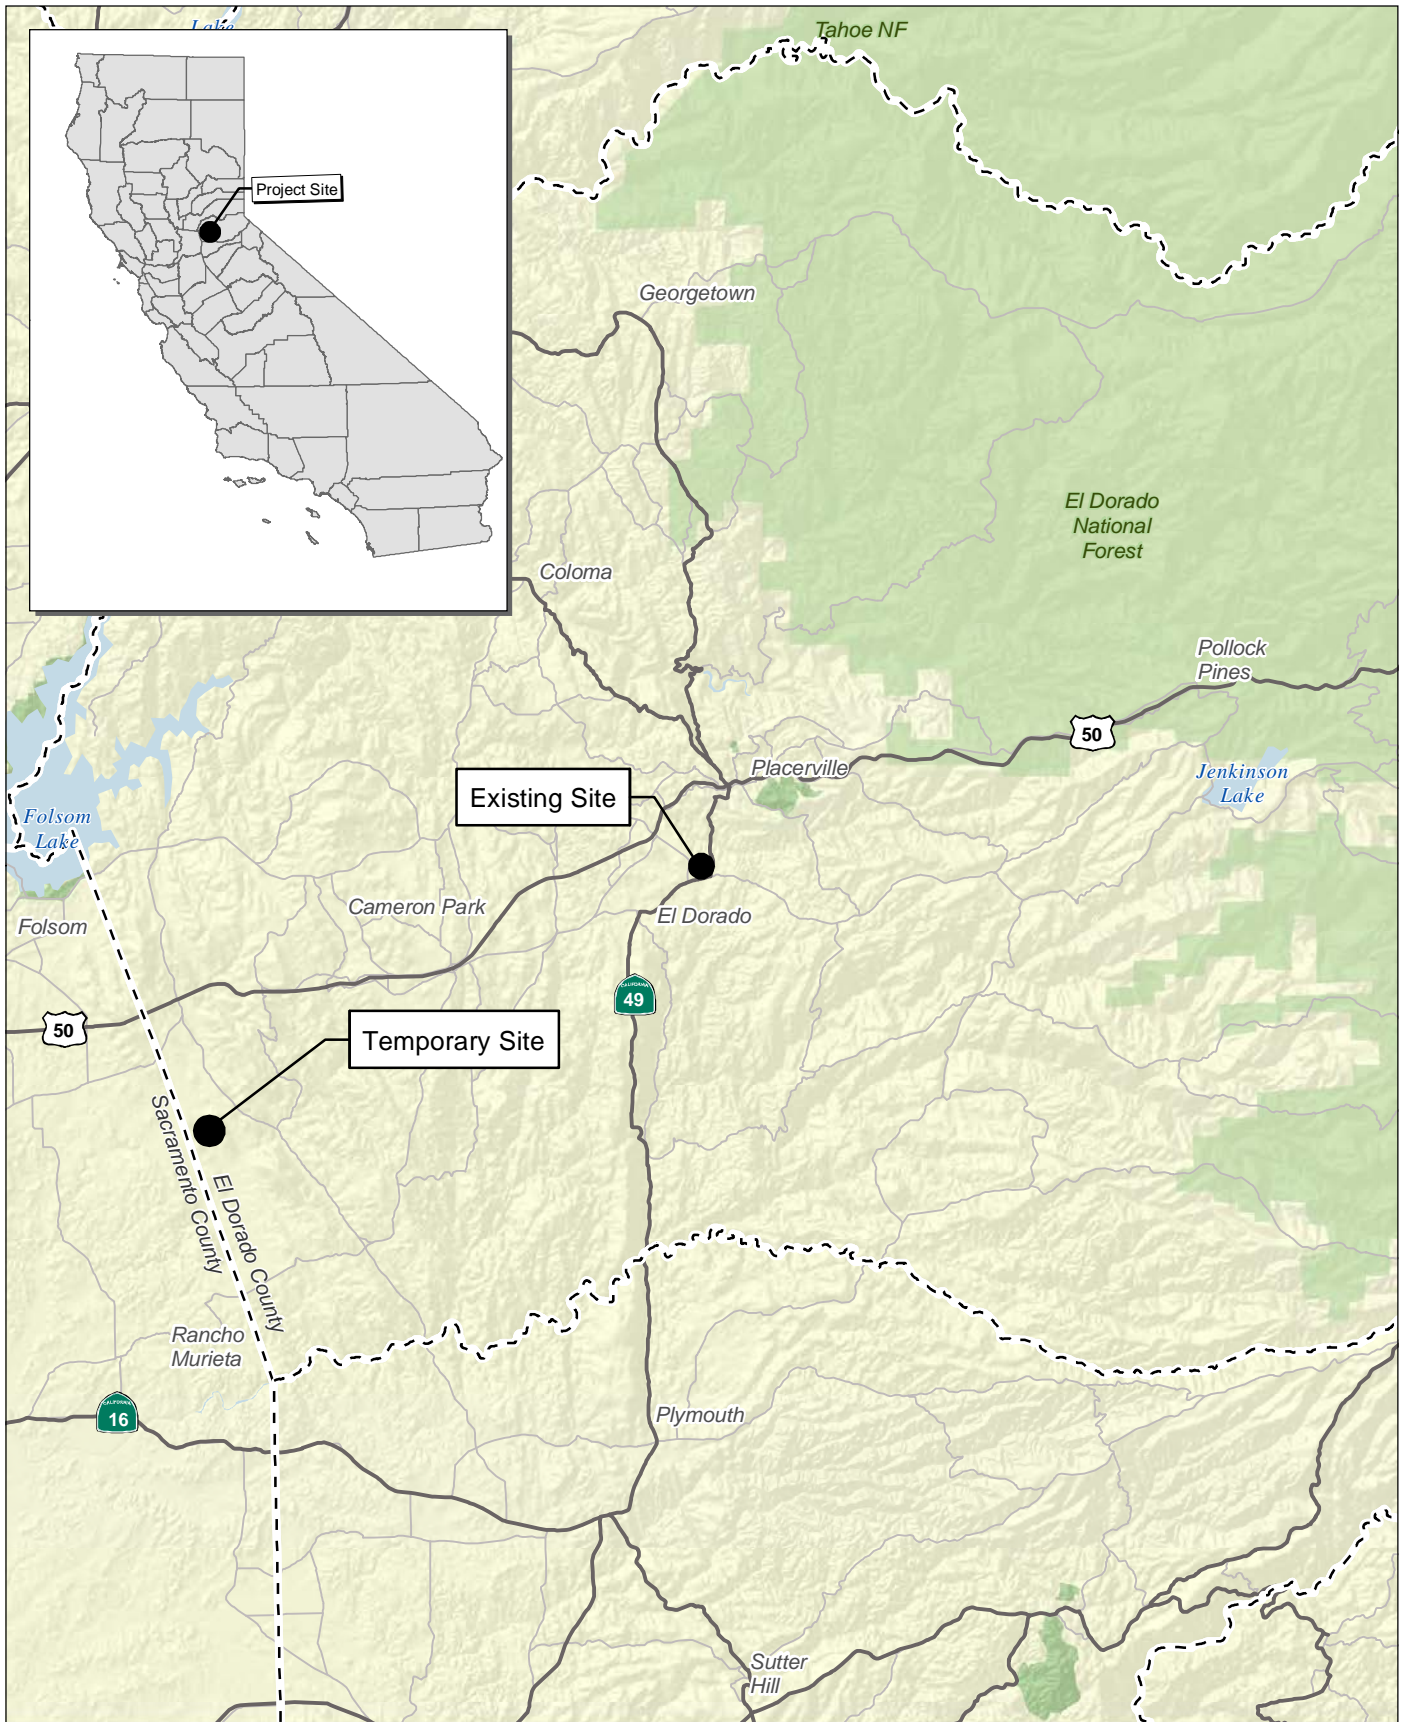 Lake
Tahoe NF
Project Site
Georgetown
El Dorado
National
Forest
Coloma
Pollock
Pines
50
Placerville
Jenkinson
Lake
Existing Site
Folsom
Lake
Cameron Park
El Dorado
Folsom
CALIFORNIA
49
50
Temporary Site
Sacramento County
El Dorado County
Rancho
Murieta
CALIFORNIA
16
Plymouth
Sutter
Hill